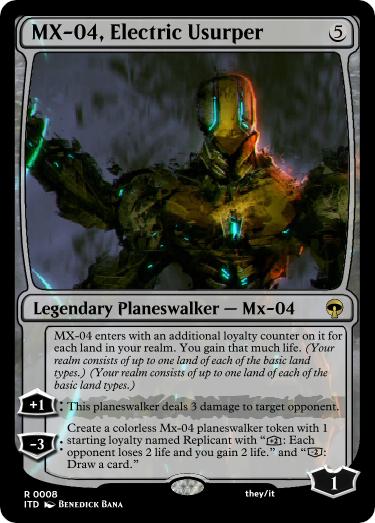 MX-04, Electric Usurper 5
Legendary Planeswalker — Mx-04
MX-04 enters with an additional loyalty counter on it for
each land in your realm. You gain that much life. (Your
realm consists of up to one land of each of the basic land
types.) (Your realm consists of up to one land of each of the
basic land types.)
+1: This planeswalker deals 3 damage to target opponent.
Create a colorless Mx-04 planeswalker token with 1
-3: starting loyalty named Replicant with “+2: Each
opponent loses 2 life and you gain 2 life.” and “-2:
Draw a card.”
1
R 0008
ITD Benedick Bana
they/it